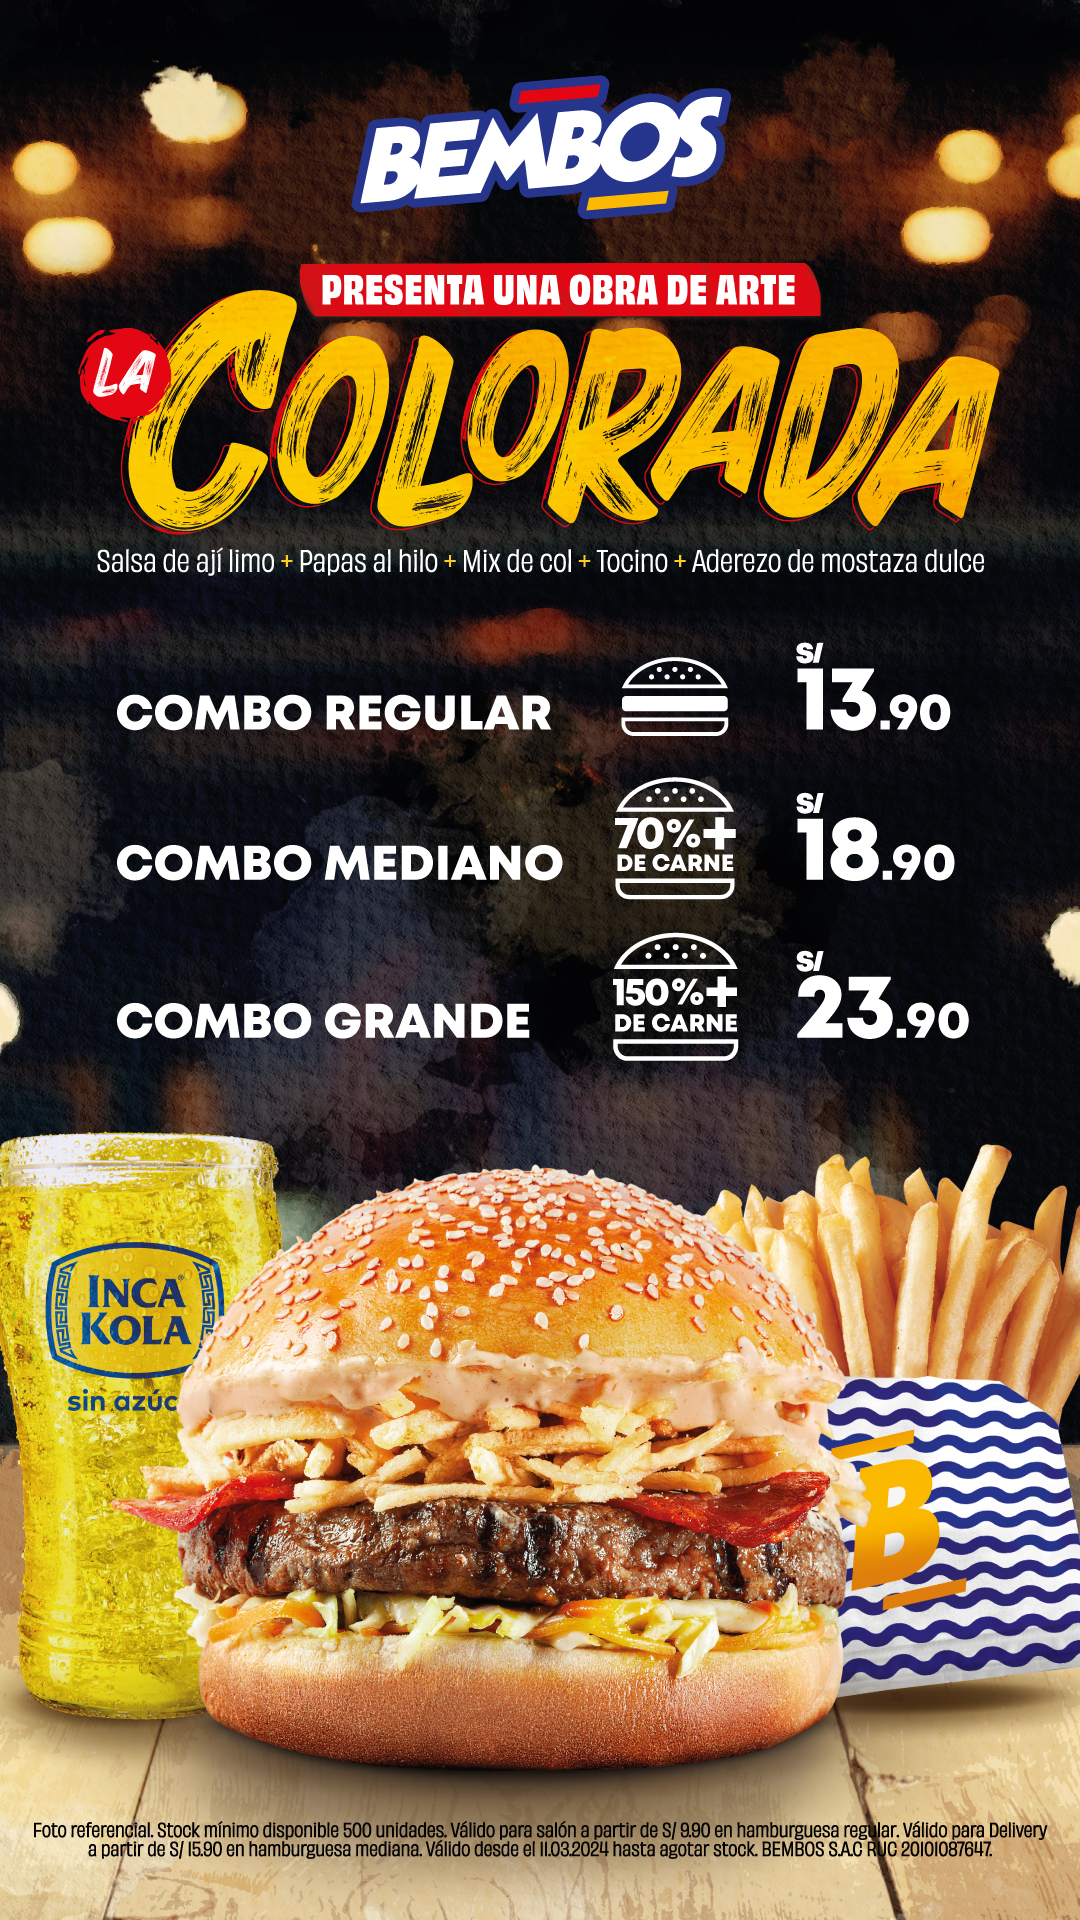 BEMBOS
PRESENTA UNA OBRA DE ARTE
LA COLORADA
Salsa de ají limo + Papas al hilo + Mix de col + Tocino + Aderezo de mostaza dulce
COMBO REGULAR S/ 13.90
COMBO MEDIANO 70%+ DE CARNE S/ 18.90
COMBO GRANDE 150%+ DE CARNE S/ 23.90
INCA
KOLA
sin azúc
B
Foto referencial. Stock mínimo disponible 500 unidades. Válido para salón a partir de S/ 9.90 en hamburguesa regular. Válido para Delivery
a partir de S/ 15.90 en hamburguesa mediana. Válido desde el 11.03.2024 hasta agotar stock. BEMBOS S.A.C RUC 20101087647.